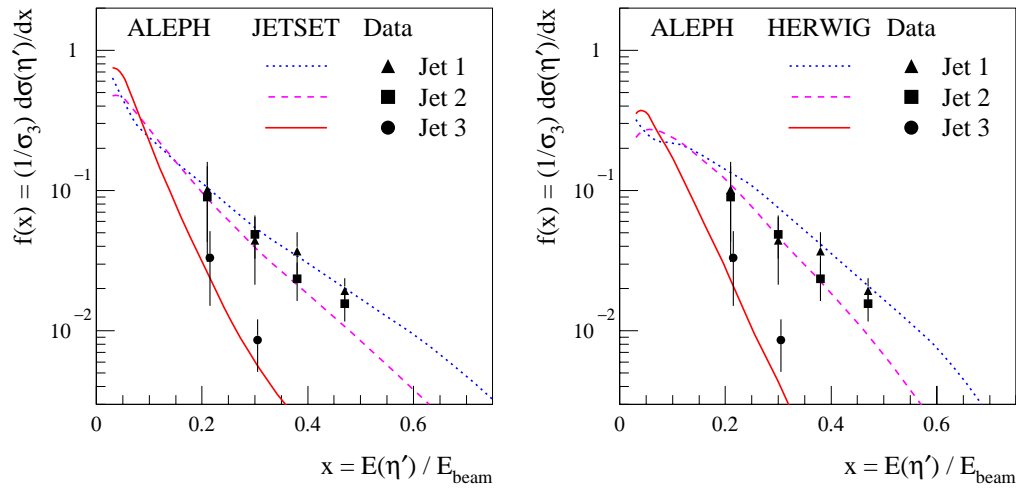 ALEPH JETSET Data
Jet 1
Jet 2
Jet 3
f(x) = (1/σ₃) dσ(η′)/dx
1
10⁻¹
10⁻²
0 0.2 0.4 0.6
x = E(η′) / E_beam
ALEPH HERWIG Data
Jet 1
Jet 2
Jet 3
f(x) = (1/σ₃) dσ(η′)/dx
1
10⁻¹
10⁻²
0 0.2 0.4 0.6
x = E(η′) / E_beam